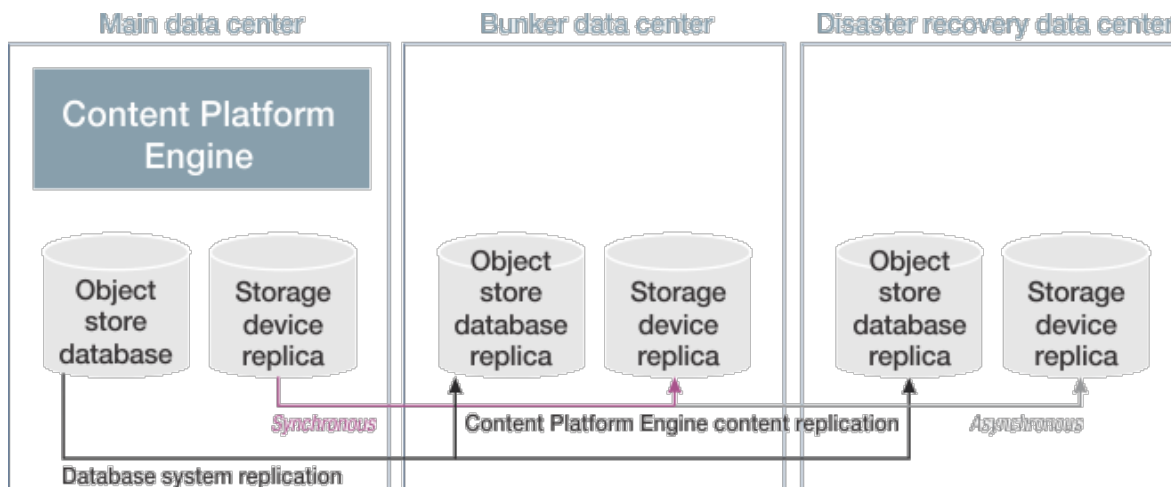 Main data center
Bunker data center
Disaster recovery data center
Content Platform
Engine
Object
store
database
Storage
device
replica
Object
store
database
replica
Storage
device
replica
Object
store
database
replica
Storage
device
replica
Synchronous
Content Platform Engine content replication
Asynchronous
Database system replication